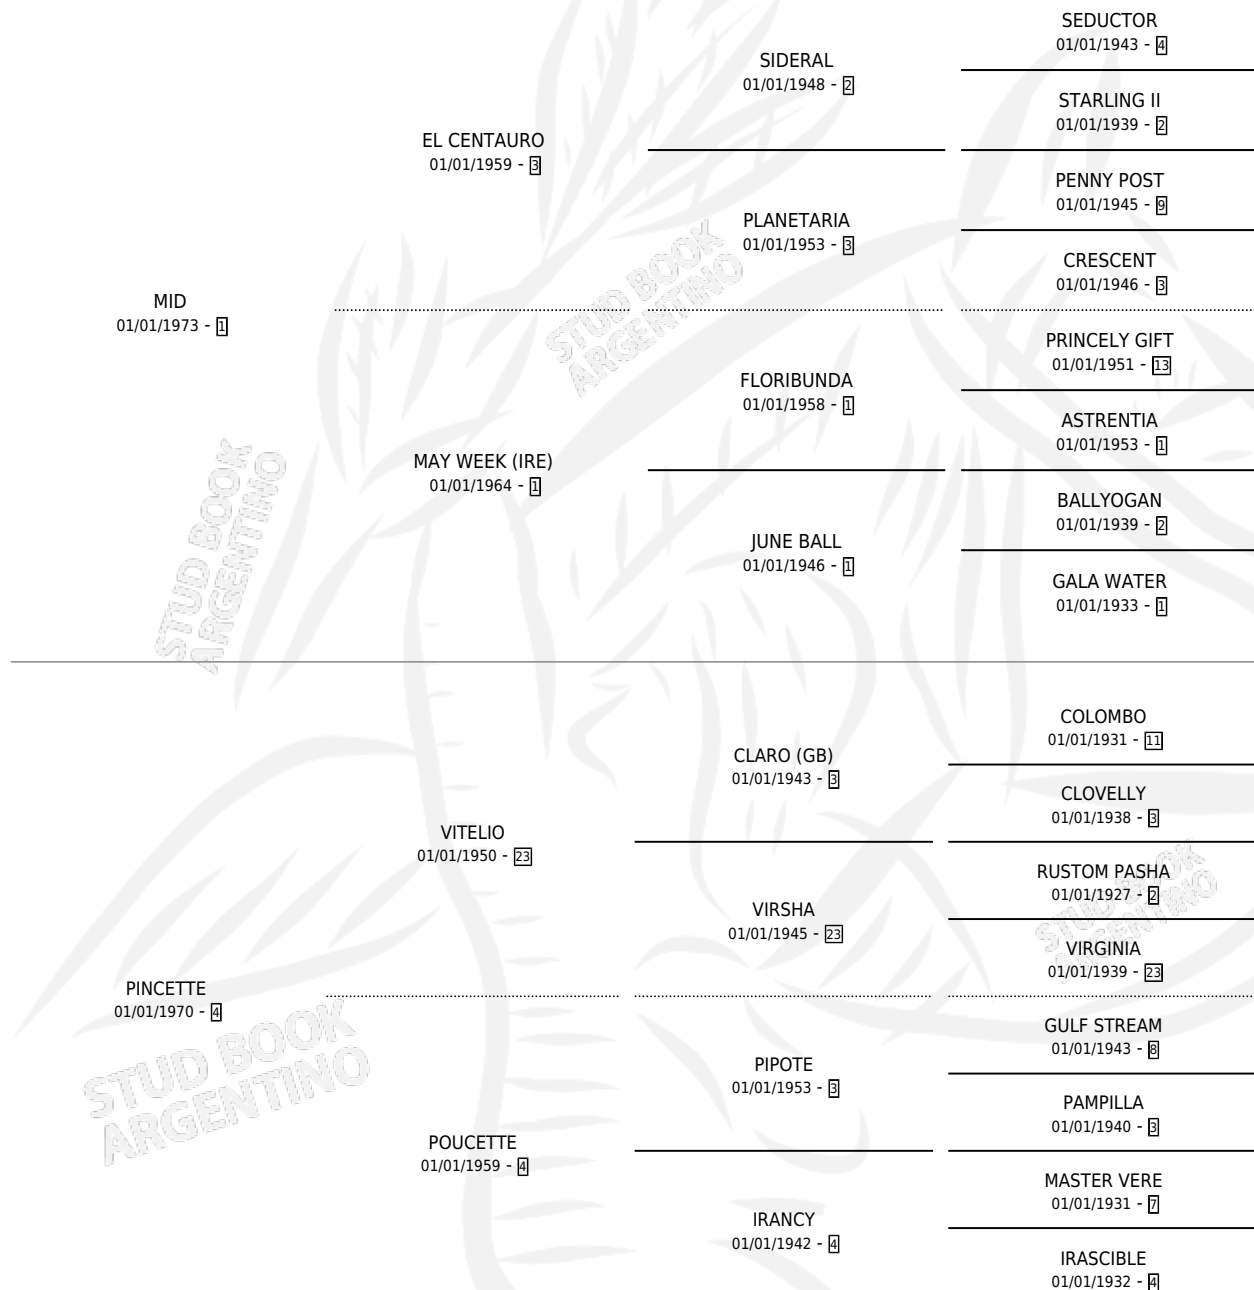 SEDUCTOR
01/01/1943 - 4
SIDERAL
01/01/1948 - 2
STARLING II
01/01/1939 - 2
EL CENTAURO
01/01/1959 - 3
PENNY POST
01/01/1945 - 9
PLANETARIA
01/01/1953 - 3
CRESCENT
01/01/1946 - 3
MID
01/01/1973 - 1
PRINCELY GIFT
01/01/1951 - 13
FLORIBUNDA
01/01/1958 - 1
ASTRENTIA
01/01/1953 - 1
MAY WEEK (IRE)
01/01/1964 - 1
BALLYOGAN
01/01/1939 - 2
JUNE BALL
01/01/1946 - 1
GALA WATER
01/01/1933 - 1
COLOMBO
01/01/1931 - 11
CLARO (GB)
01/01/1943 - 3
CLOVELLY
01/01/1938 - 3
VITELIO
01/01/1950 - 23
RUSTOM PASHA
01/01/1927 - 2
VIRSHA
01/01/1945 - 23
VIRGINIA
01/01/1939 - 23
PINCETTE
01/01/1970 - 4
GULF STREAM
01/01/1943 - 8
PIPOTE
01/01/1953 - 3
PAMPILLA
01/01/1940 - 3
POUCETTE
01/01/1959 - 4
MASTER VERE
01/01/1931 - 7
IRANCY
01/01/1942 - 4
IRASCIBLE
01/01/1932 - 4
STUD BOOK
ARGENTINO
STUD BOOK
ARGENTINO
STUD BOOK
ARGENTINO
STUD BOOK
ARGENTINO